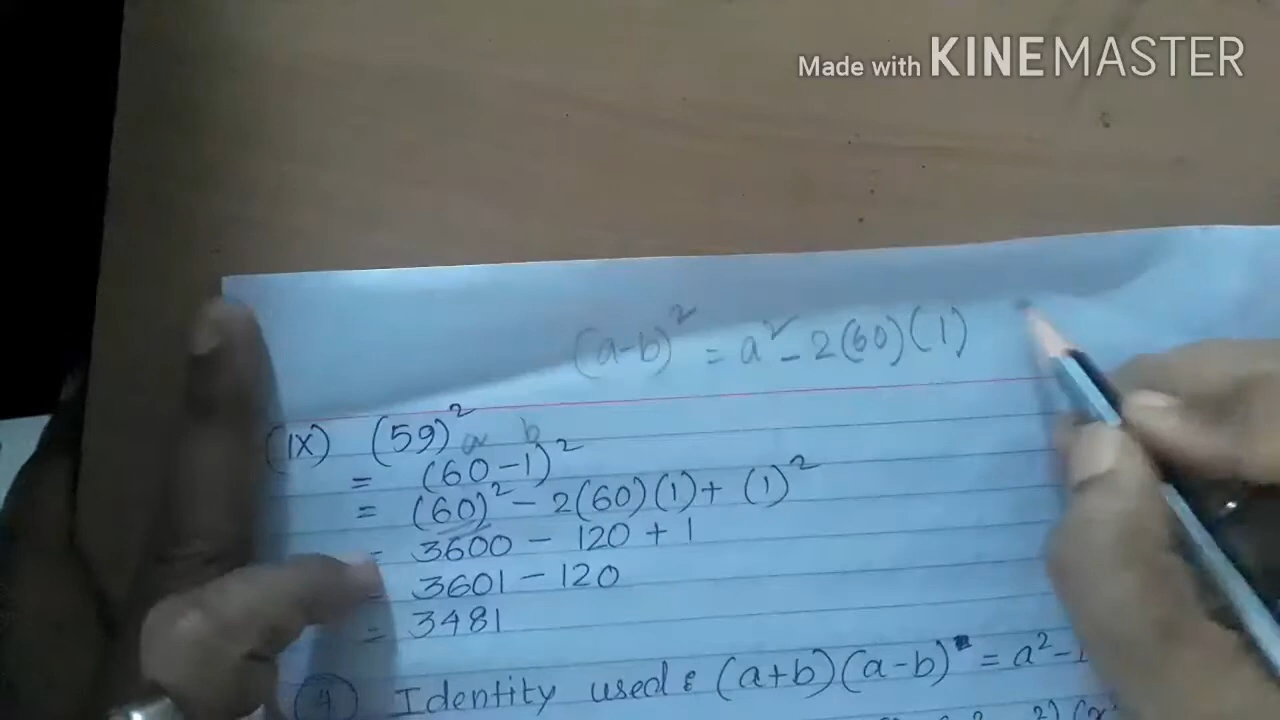 Made with KINEMASTER
(a-b)² = a² - 2(60)(1)
(IX) (59)²
a b
= (60-1)²
= (60)² - 2(60)(1) + (1)²
= 3600 - 120 + 1
= 3601 - 120
= 3481
4 Identity used : (a+b)(a-b) = a² -